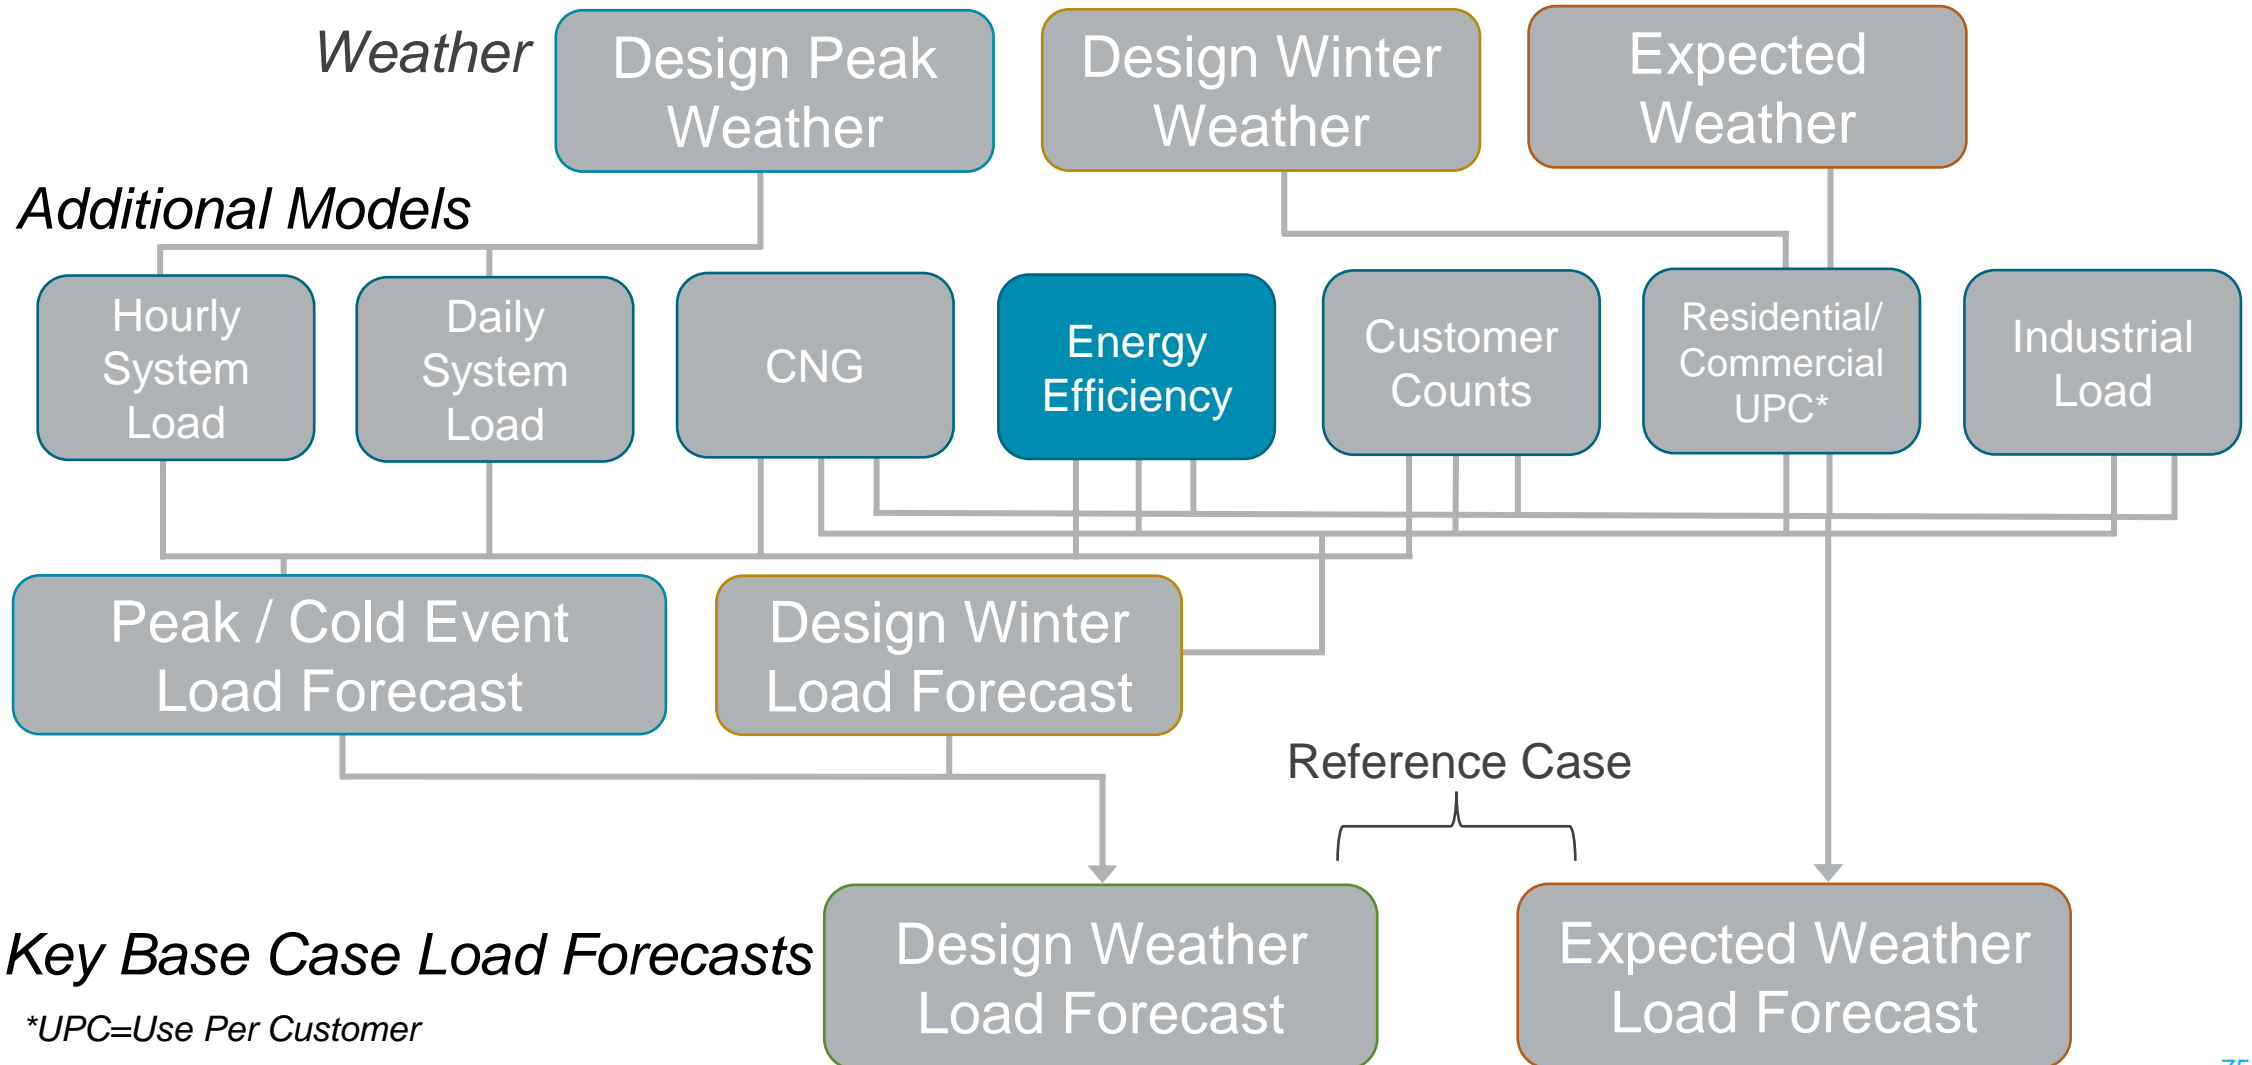 Weather
Design Peak
Weather
Design Winter
Weather
Expected
Weather
Additional Models
Hourly
System
Load
Daily
System
Load
CNG
Energy
Efficiency
Customer
Counts
Residential/
Commercial
UPC*
Industrial
Load
Peak / Cold Event
Load Forecast
Design Winter
Load Forecast
Reference Case
Key Base Case Load Forecasts
Design Weather
Load Forecast
Expected Weather
Load Forecast
*UPC=Use Per Customer